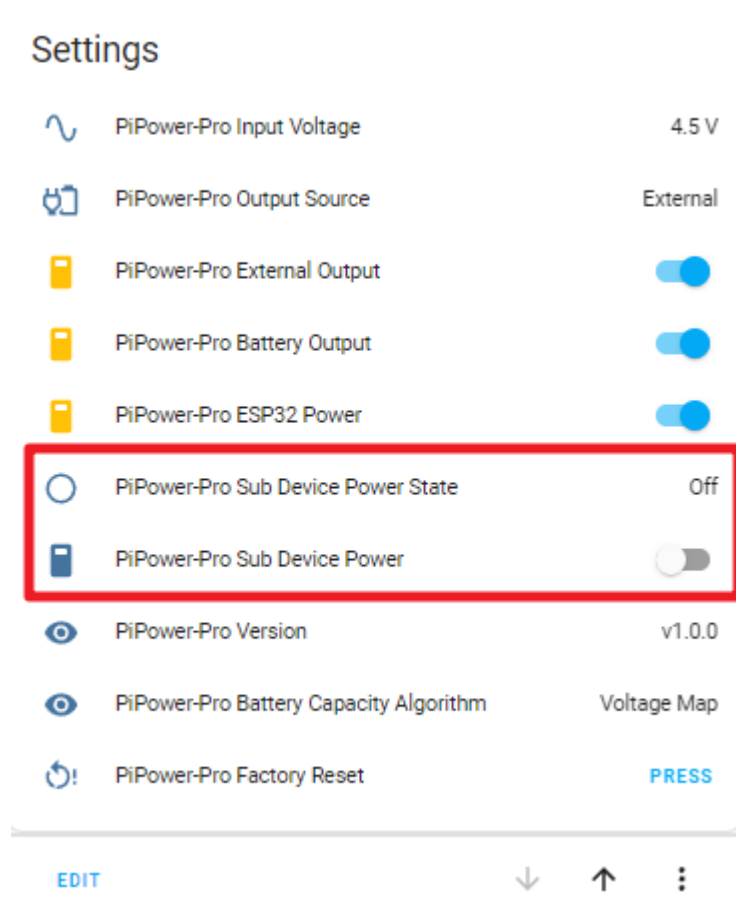 Settings
PiPower-Pro Input Voltage 4.5 V
PiPower-Pro Output Source External
PiPower-Pro External Output
PiPower-Pro Battery Output
PiPower-Pro ESP32 Power
PiPower-Pro Sub Device Power State Off
PiPower-Pro Sub Device Power
PiPower-Pro Version v1.0.0
PiPower-Pro Battery Capacity Algorithm Voltage Map
PiPower-Pro Factory Reset PRESS
EDIT